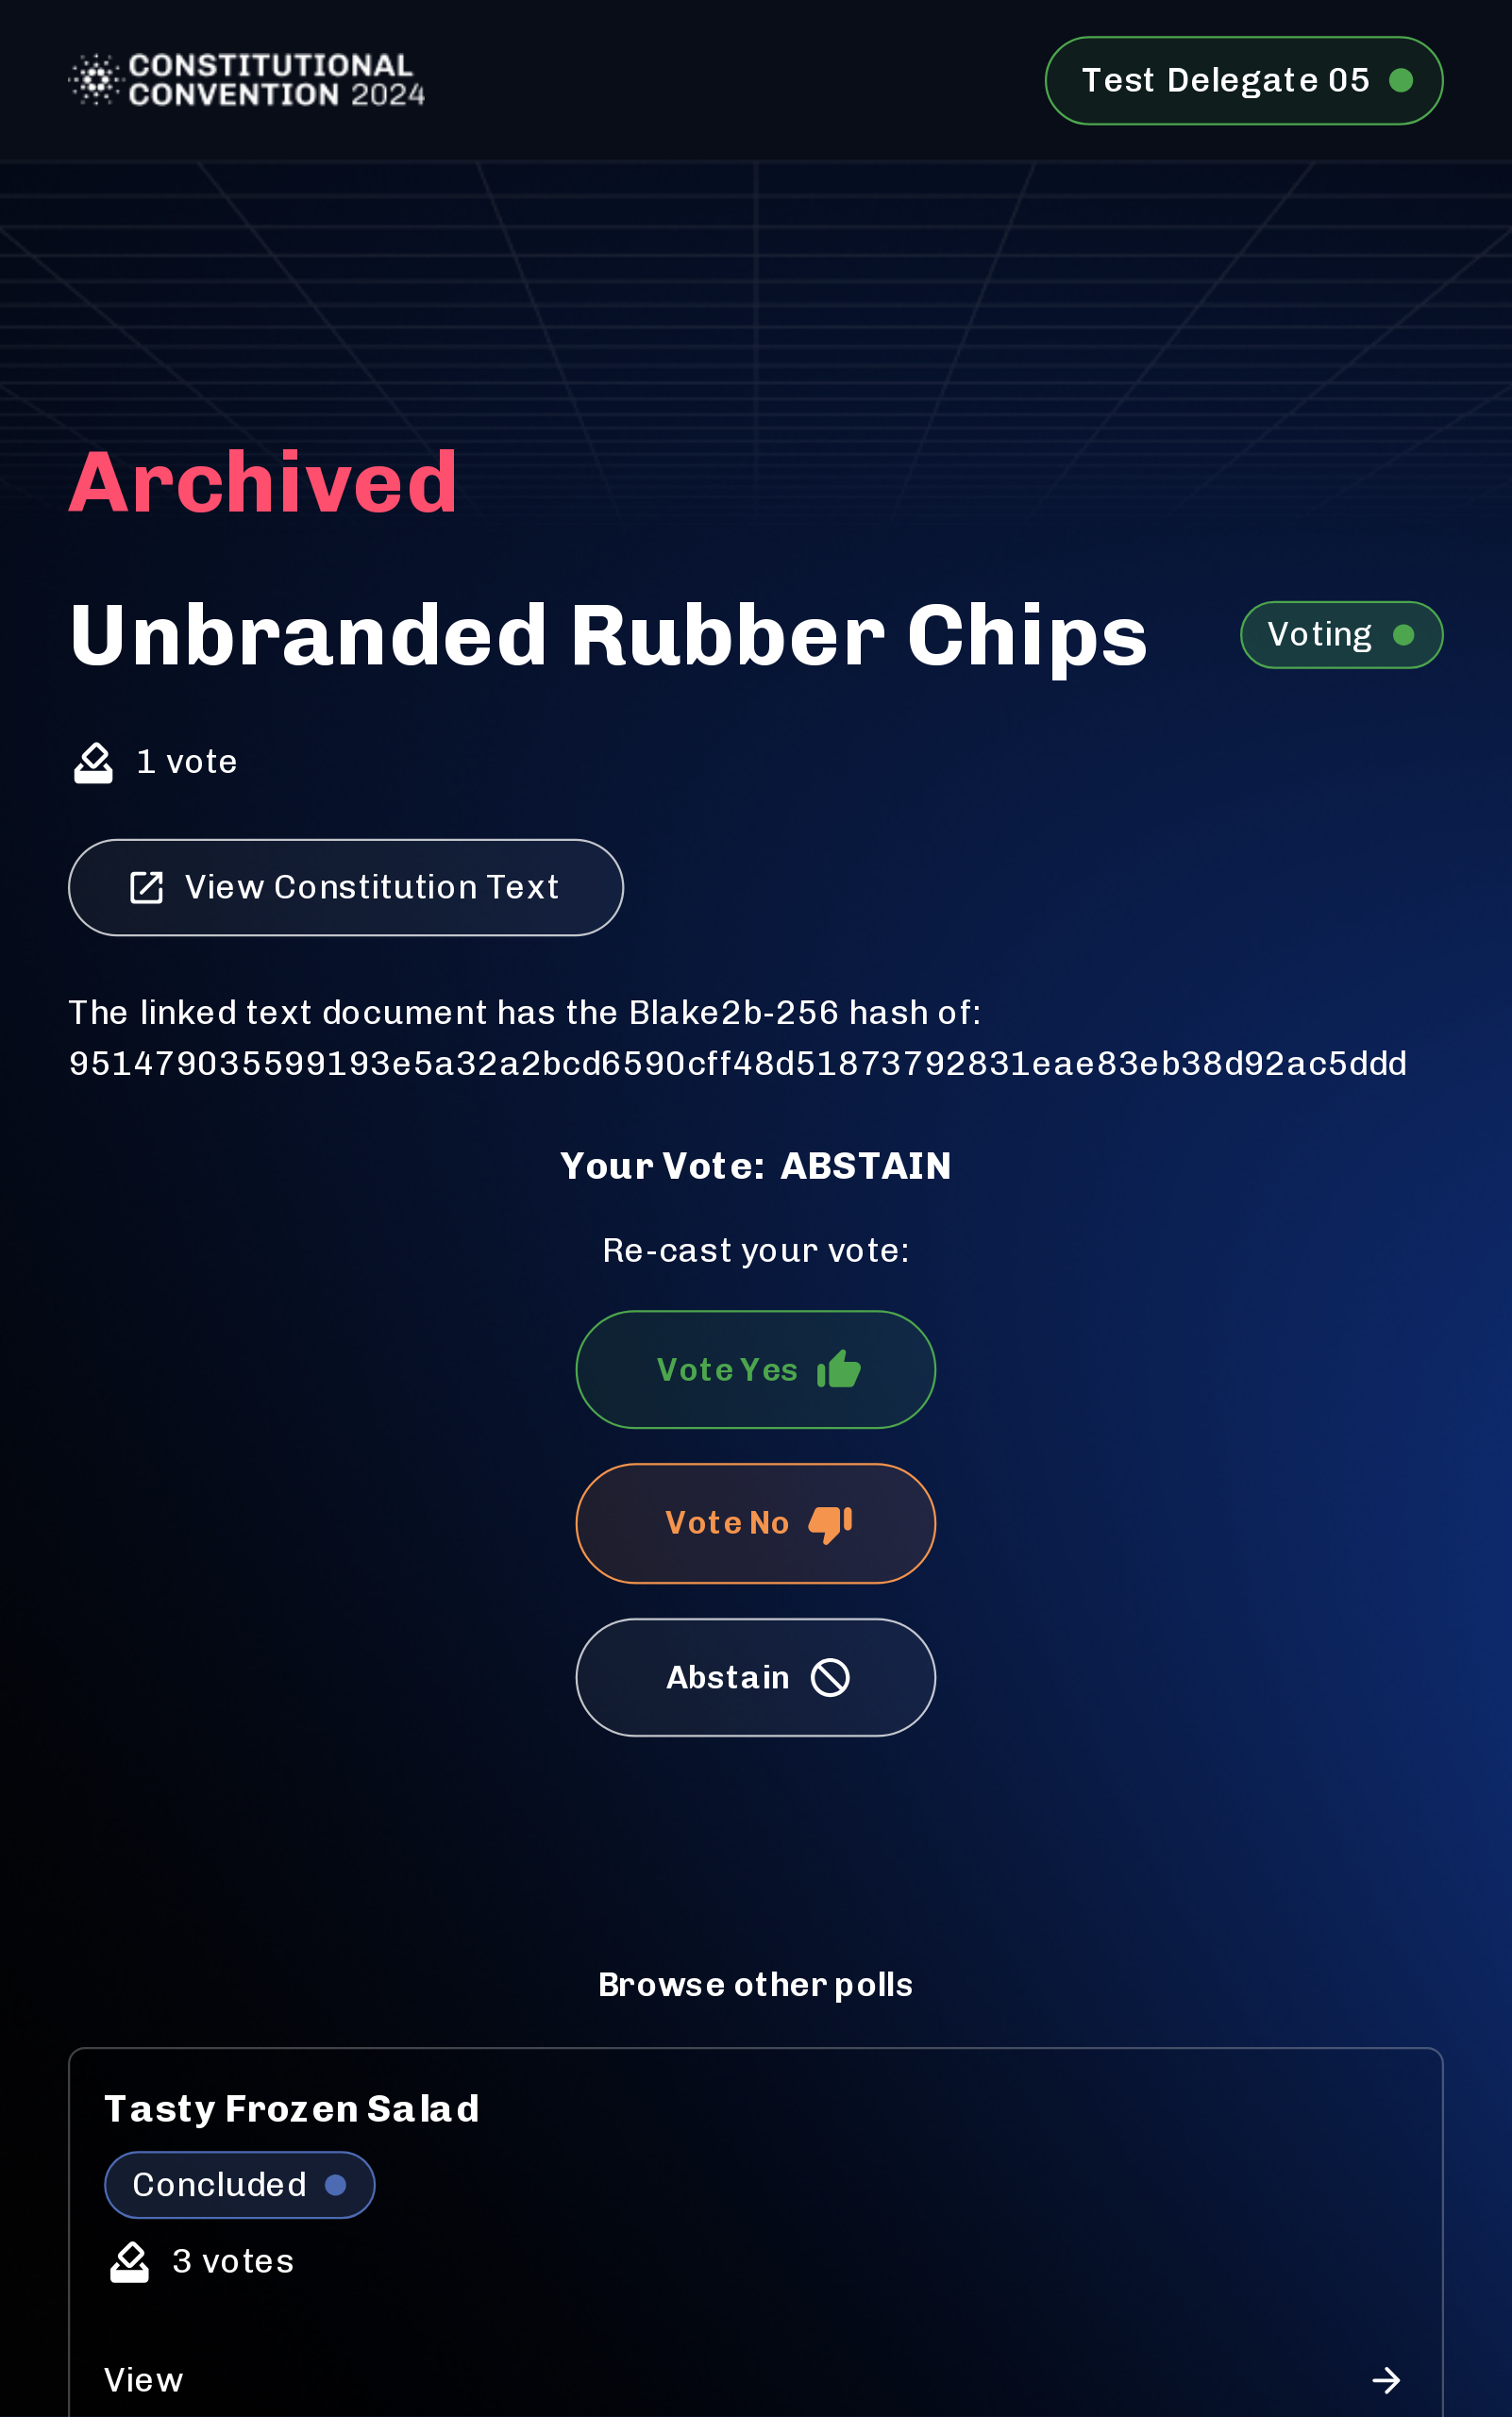 CONSTITUTIONAL
CONVENTION 2024
Test Delegate 05
Archived
Unbranded Rubber Chips
Voting
1 vote
View Constitution Text
The linked text document has the Blake2b-256 hash of:
951479035599193e5a32a2bcd6590cff48d51873792831eae83eb38d92ac5ddd
Your Vote: ABSTAIN
Re-cast your vote:
Vote Yes
Vote No
Abstain
Browse other polls
Tasty Frozen Salad
Concluded
3 votes
View